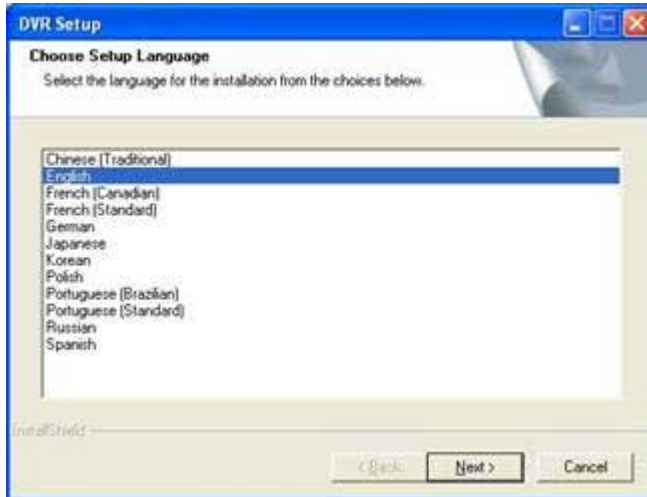 DVR Setup
Choose Setup Language
Select the language for the installation from the choices below.
Chinese (Traditional)
English
French (Canadian)
French (Standard)
German
Japanese
Korean
Polish
Portuguese (Brazilian)
Portuguese (Standard)
Russian
Spanish
InstallShield
< Back Next > Cancel